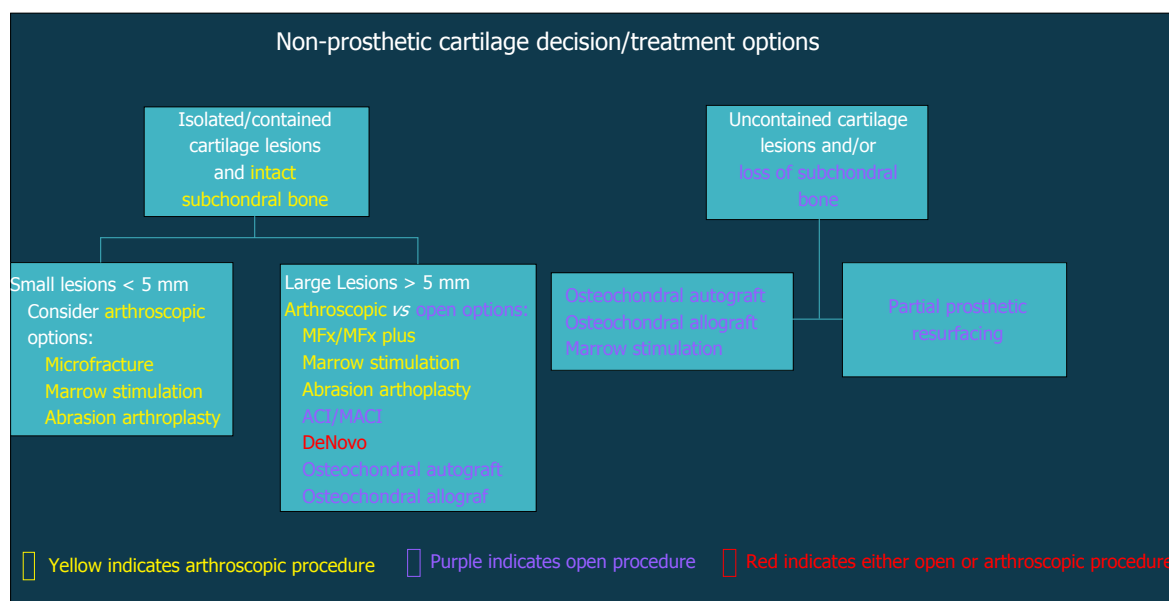 Non-prosthetic cartilage decision/treatment options
Isolated/contained
cartilage lesions
and intact
subchondral bone
Uncontained cartilage
lesions and/or
loss of subchondral
bone
Small lesions < 5 mm
Consider arthroscopic
options:
Microfracture
Marrow stimulation
Abrasion arthroplasty
Large Lesions > 5 mm
Arthroscopic vs open options:
MFx/MFx plus
Marrow stimulation
Abrasion arthoplasty
ACI/MACI
DeNovo
Osteochondral autograft
Osteochondral allograf
Osteochondral autograft
Osteochondral allograft
Marrow stimulation
Partial prosthetic
resurfacing
Yellow indicates arthroscopic procedure
Purple indicates open procedure
Red indicates either open or arthroscopic procedure